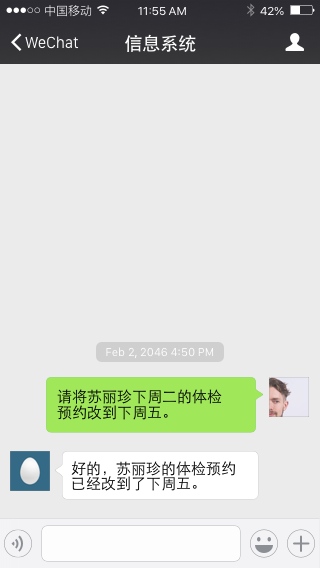 中国移动 11:55 AM 42%
WeChat 信息系统
Feb 2, 2046 4:50 PM
请将苏丽珍下周二的体检
预约改到下周五。
好的，苏丽珍的体检预约
已经改到了下周五。